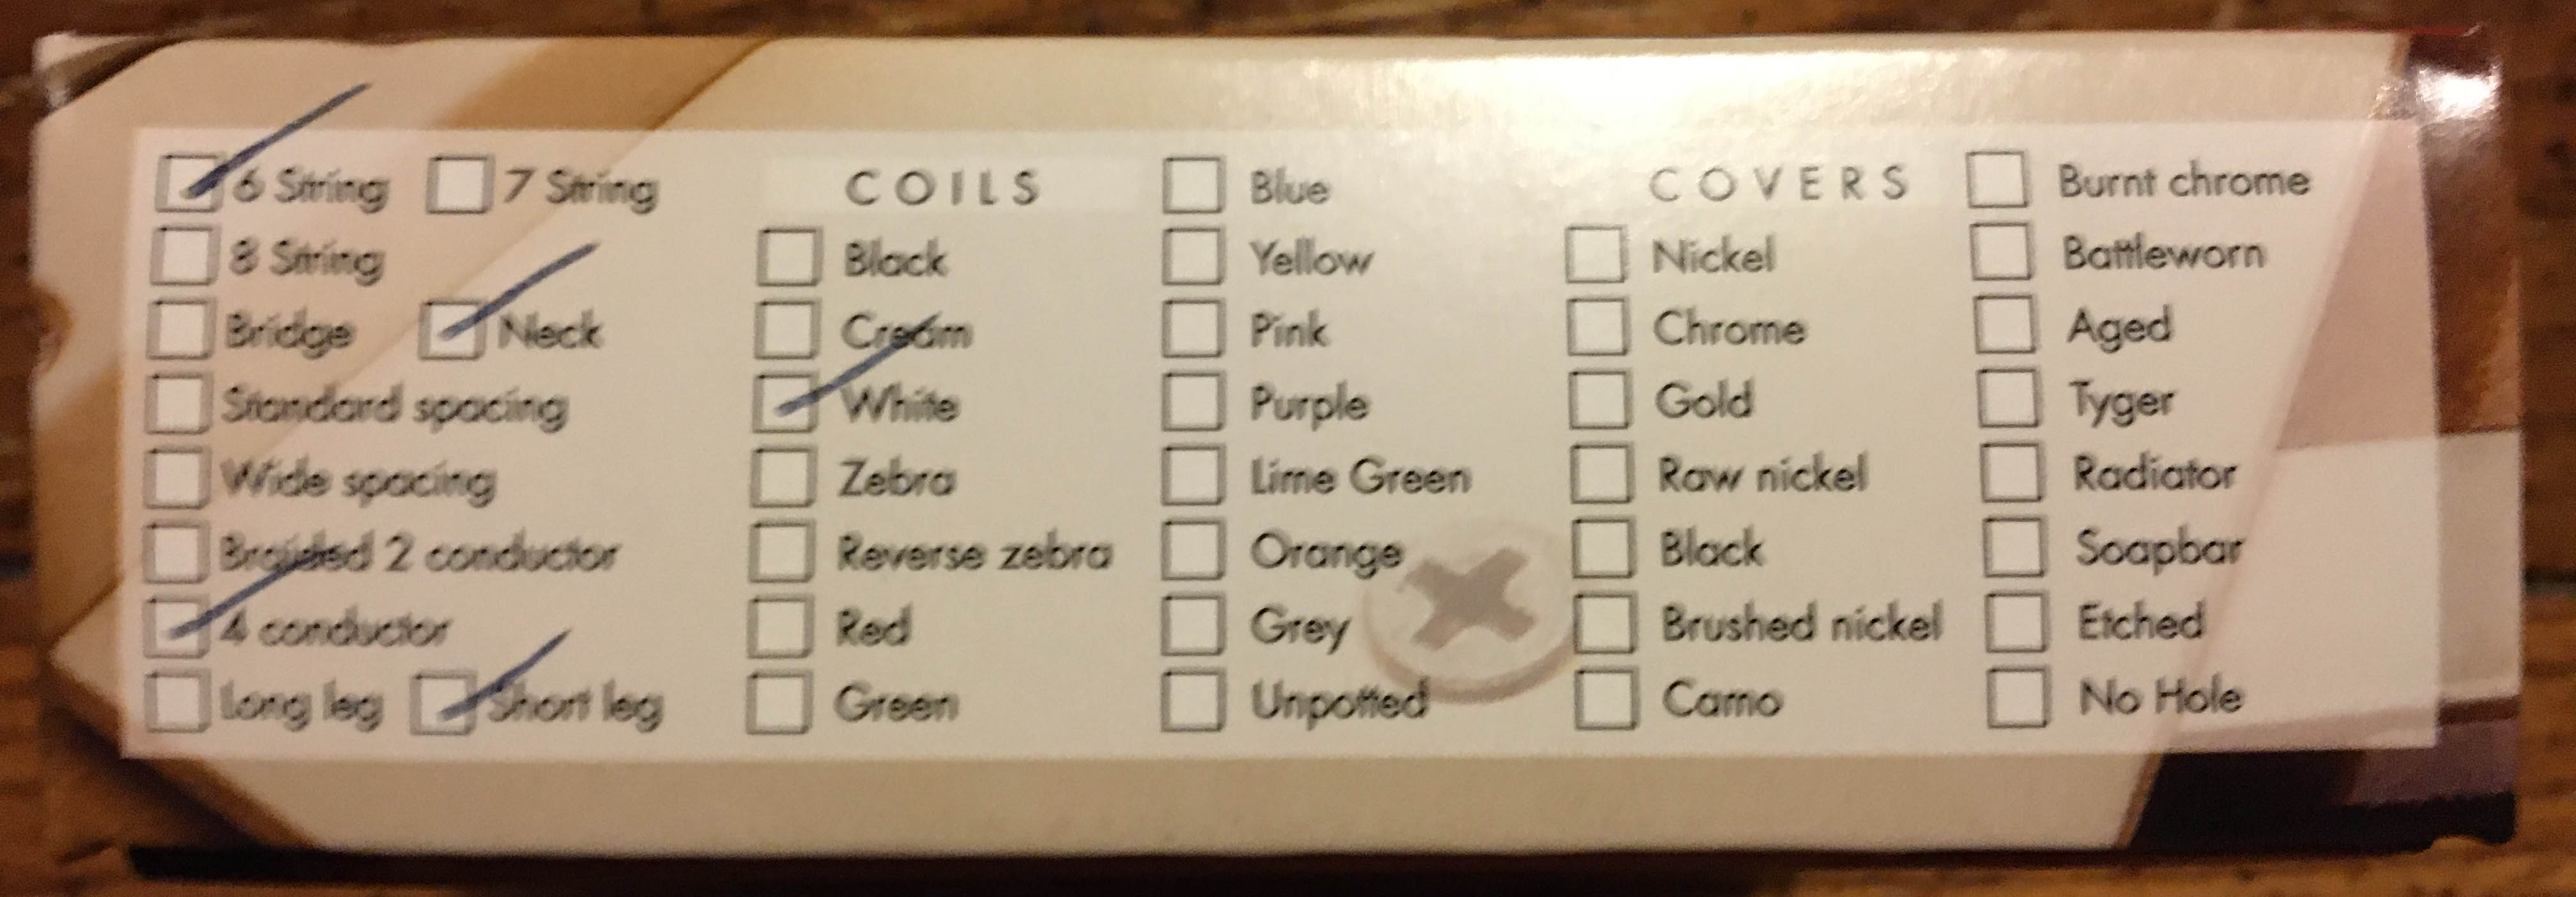 6 String 7 String
8 String
Bridge Neck
Standard spacing
Wide spacing
Braided 2 conductor
4 conductor
Long leg Short leg
COILS
Black
Cream
White
Zebra
Reverse zebra
Red
Green
Blue
Yellow
Pink
Purple
Lime Green
Orange
Grey
Unpotted
COVERS
Nickel
Chrome
Gold
Raw nickel
Black
Brushed nickel
Camo
Burnt chrome
Battleworn
Aged
Tyger
Radiator
Soapbar
Etched
No Hole